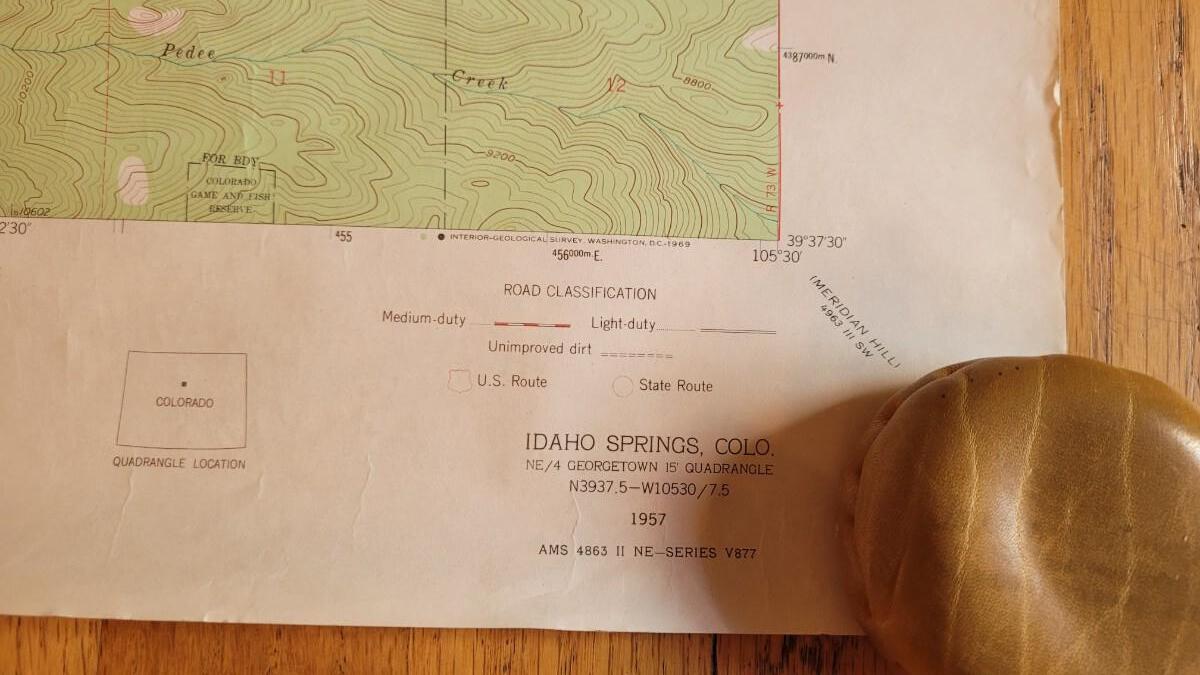 Pedee
11
Creek
12
8800
4387000m N.
10200
9200
FOR BDY
COLORADO
GAME AND FISH
RESERVE
R 73 W
10602
2'30"
455
INTERIOR—GEOLOGICAL SURVEY, WASHINGTON, D.C.—1969
456000m.E.
39°37'30"
105°30'
(MERIDIAN HILL)
4963 III SW
ROAD CLASSIFICATION
Medium-duty Light-duty
Unimproved dirt
U.S. Route State Route
COLORADO
QUADRANGLE LOCATION
IDAHO SPRINGS, COLO.
NE/4 GEORGETOWN 15' QUADRANGLE
N3937.5—W10530/7.5
1957
AMS 4863 II NE—SERIES V877